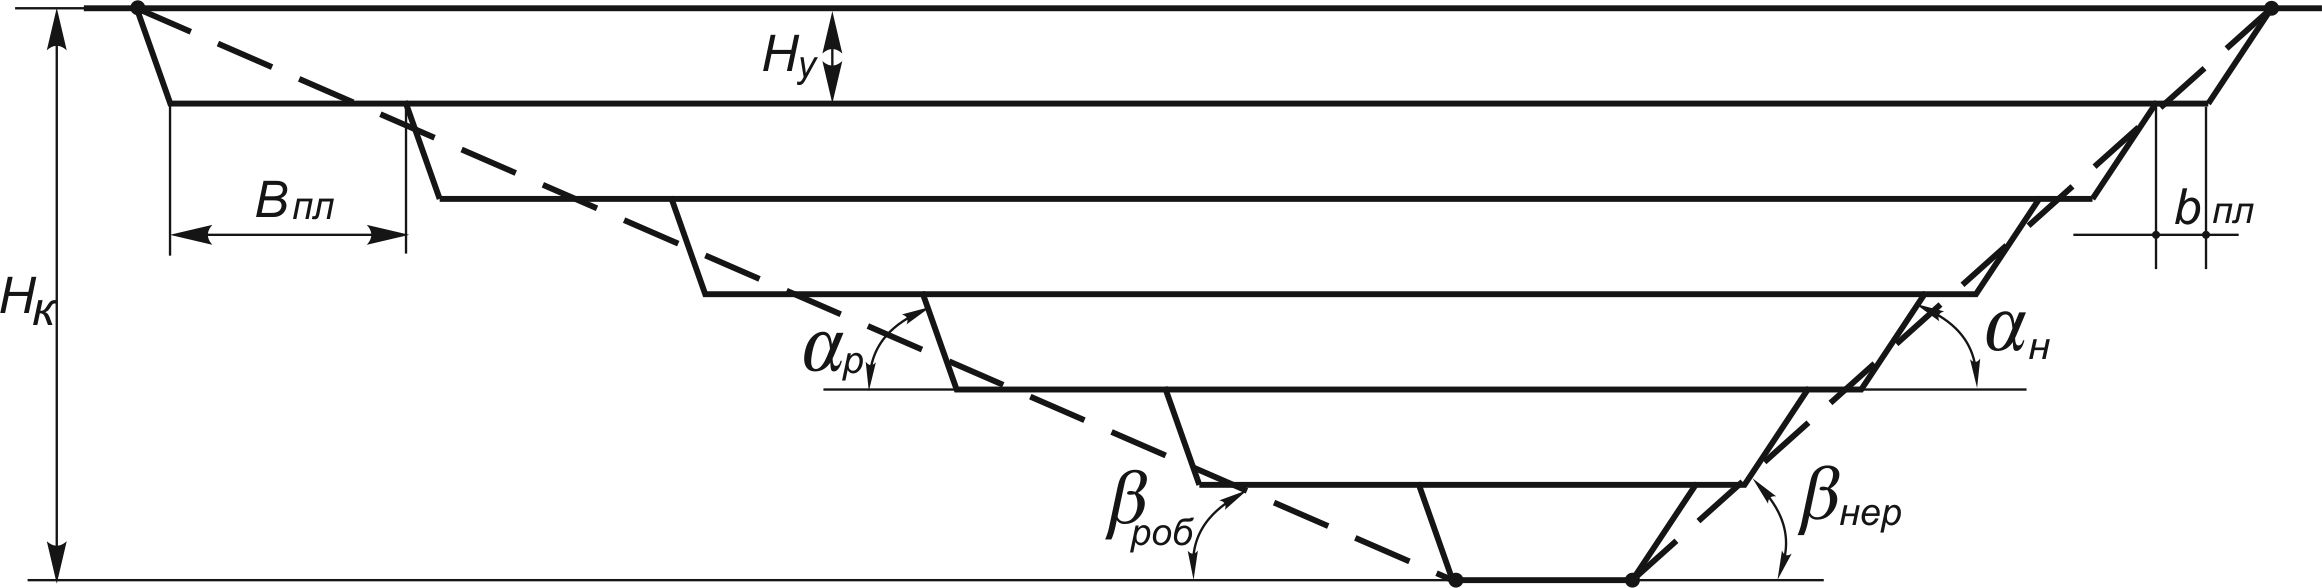 Hу
Bпл
bпл
Hк
αр
αн
βроб
βнер